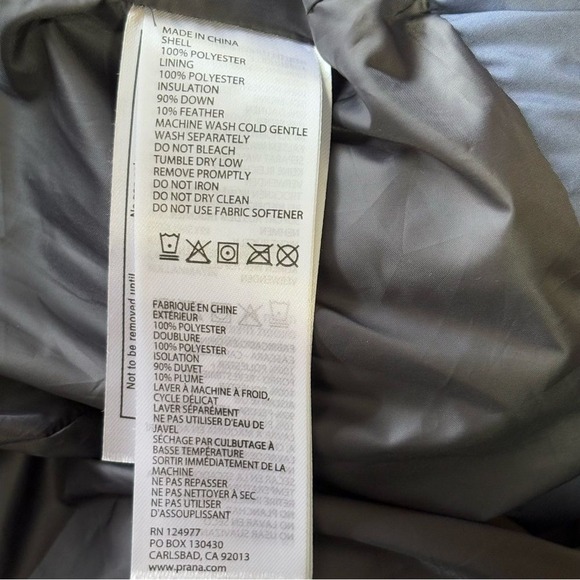 MADE IN CHINA
SHELL
100% POLYESTER
LINING
100% POLYESTER
INSULATION
90% DOWN
10% FEATHER
MACHINE WASH COLD GENTLE
WASH SEPARATELY
DO NOT BLEACH
TUMBLE DRY LOW
REMOVE PROMPTLY
DO NOT IRON
DO NOT DRY CLEAN
DO NOT USE FABRIC SOFTENER
FABRIQUÉ EN CHINE
EXTÉRIEUR
100% POLYESTER
DOUBLURE
100% POLYESTER
ISOLATION
90% DUVET
10% PLUME
LAVER À MACHINE À FROID,
CYCLE DÉLICAT
LAVER SÉPARÉMENT
NE PAS UTILISER D'EAU DE
JAVEL
SÉCHAGE PAR CULBUTAGE À
BASSE TEMPÉRATURE
SORTIR IMMÉDIATEMENT DE LA
MACHINE
NE PAS REPASSER
NE PAS NETTOYER À SEC
NE PAS UTILISER
D'ASSOUPLISSANT
RN 124977
PO BOX 130430
CARLSBAD, CA 92013
www.prana.com
Not to be removed until